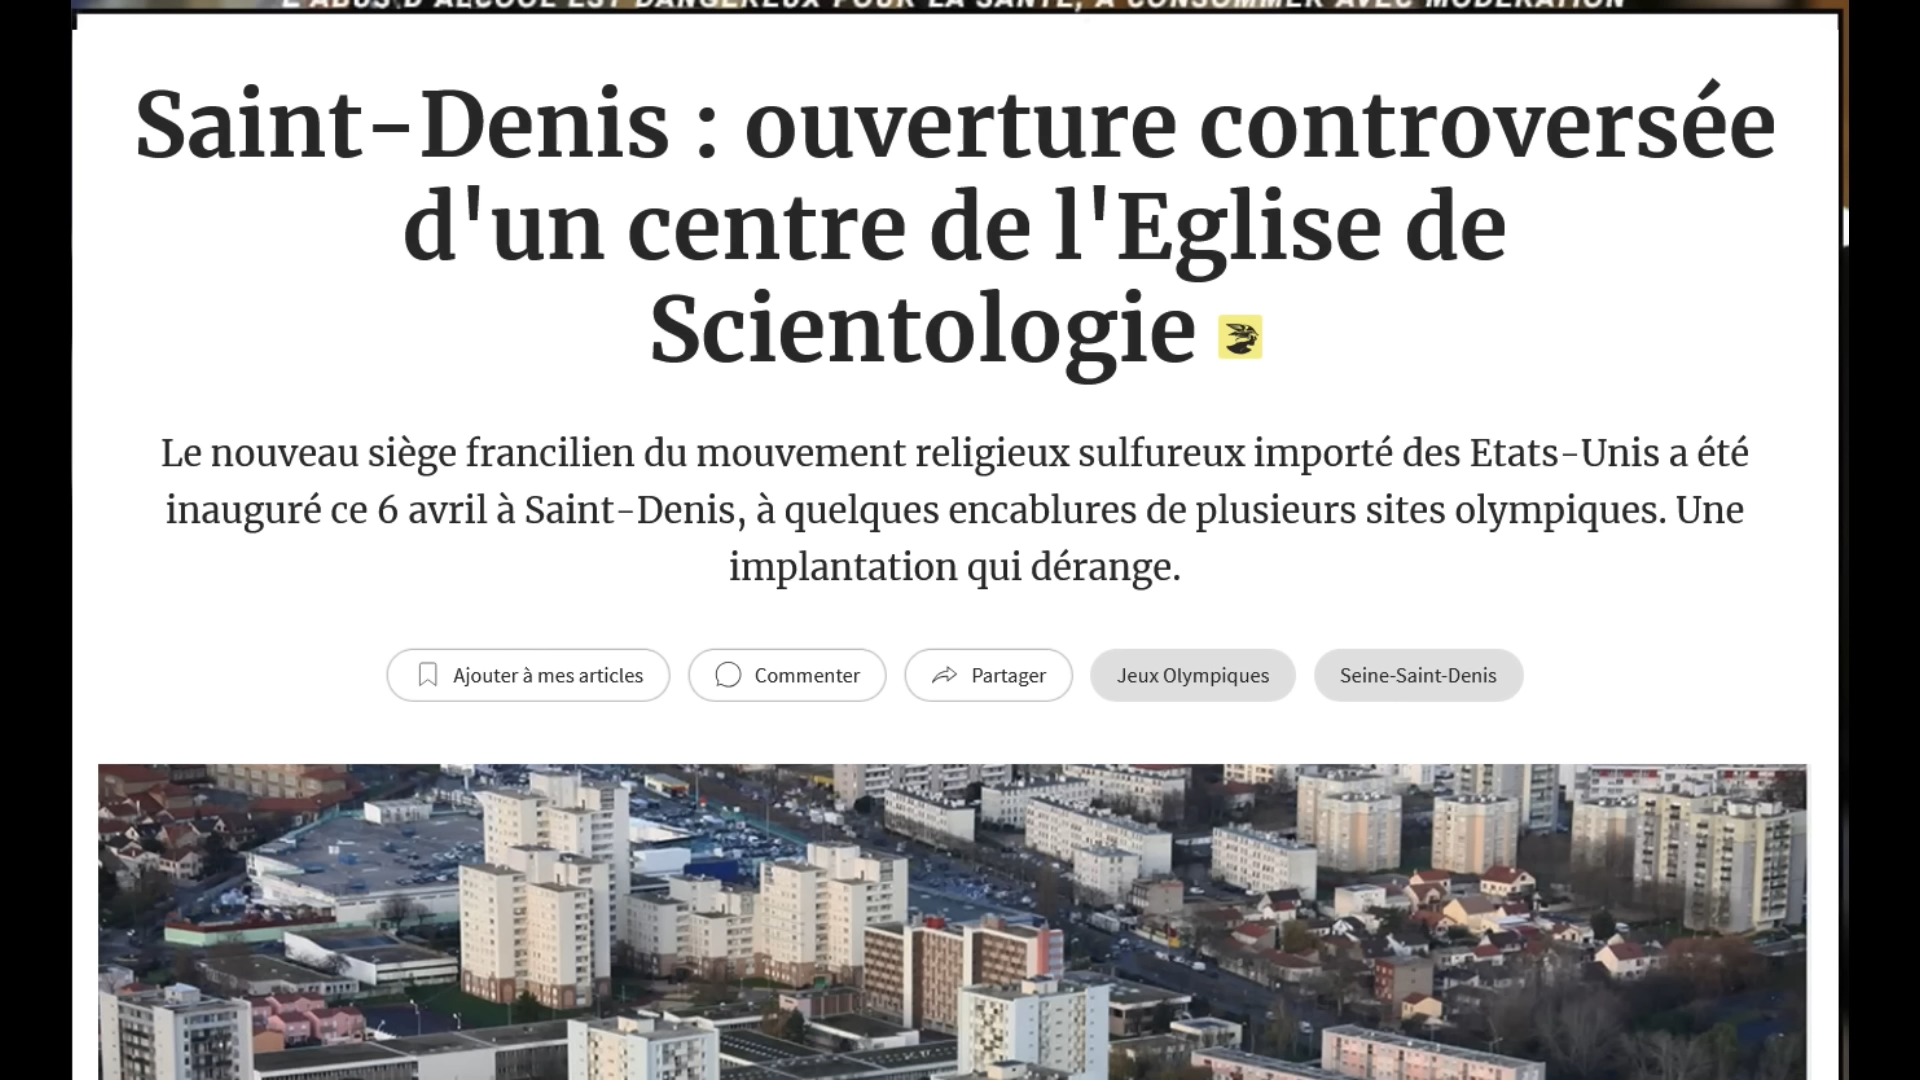 L'ABUS D'ALCOOL EST DANGEREUX POUR LA SANTÉ, À CONSOMMER AVEC MODÉRATION
Saint-Denis : ouverture controversée
d'un centre de l'Eglise de
Scientologie
Le nouveau siège francilien du mouvement religieux sulfureux importé des Etats-Unis a été
inauguré ce 6 avril à Saint-Denis, à quelques encablures de plusieurs sites olympiques. Une
implantation qui dérange.
Ajouter à mes articles
Commenter
Partager
Jeux Olympiques
Seine-Saint-Denis